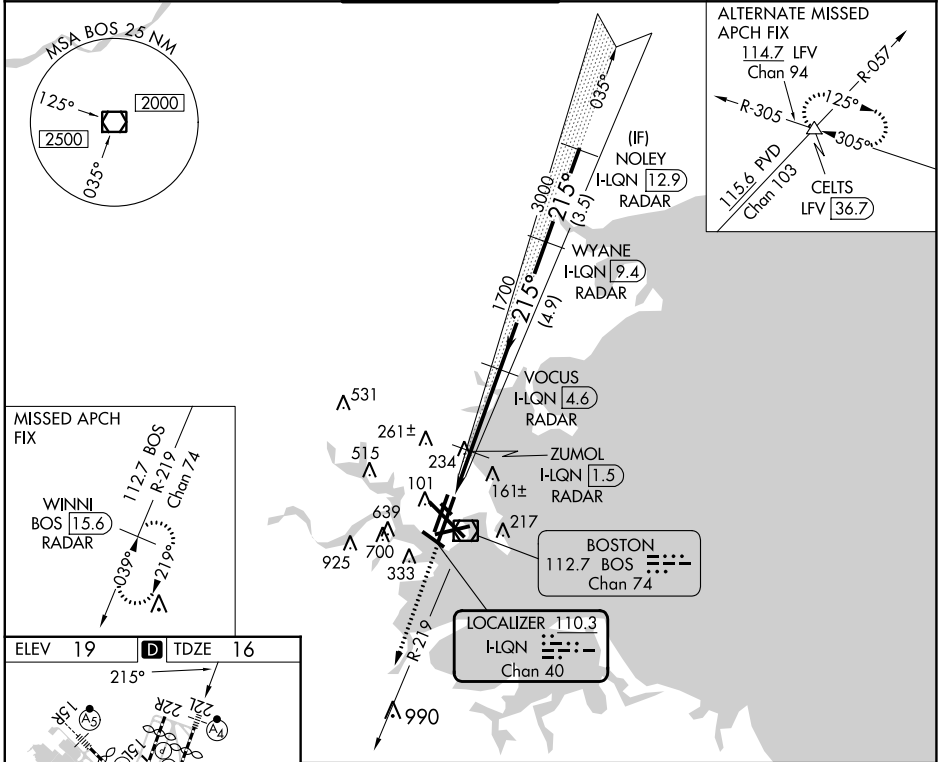 MSA BOS 25 NM
125°
2000
2500
035°
ALTERNATE MISSED
APCH FIX
114.7 LFV
Chan 94
R-057
R-305
125°
305°
115.6 PVD
Chan 103
CELTS
LFV 36.7
035°
(IF)
NOLEY
I-LQN 12.9
RADAR
3000
215°
(3.5)
WYANE
I-LQN 9.4
RADAR
1700
215°
(4.9)
VOCUS
I-LQN 4.6
RADAR
531
261±
234
ZUMOL
I-LQN 1.5
RADAR
515
101
161±
639
217
925
700
333
BOSTON
112.7 BOS
Chan 74
LOCALIZER 110.3
I-LQN
Chan 40
R-219
990
MISSED APCH
FIX
112.7 BOS
R-219
Chan 74
WINNI
BOS 15.6
RADAR
039°
219°
ELEV 19
D
TDZE 16
215°
15R
A5
22R
22L
A4
15L
P